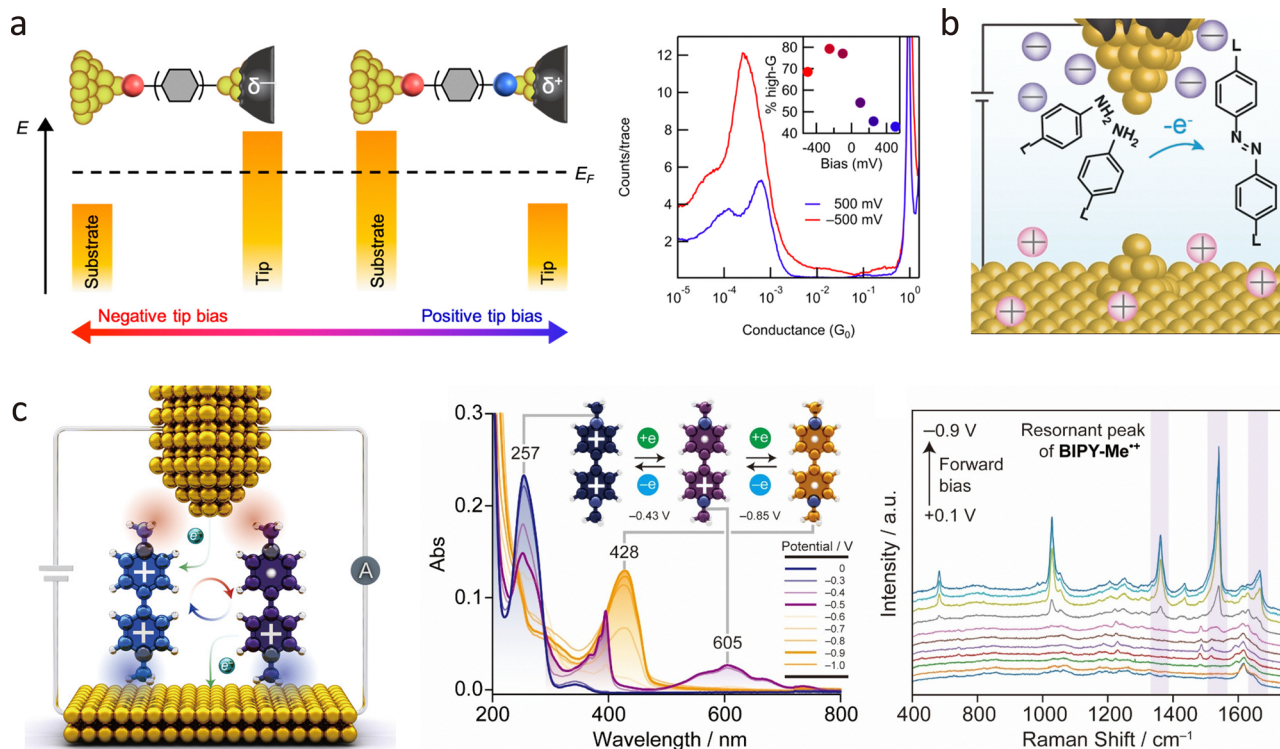 a
δ−
δ+
E
EF
Substrate
Tip
Substrate
Tip
Negative tip bias
Positive tip bias
Counts/trace
12
10
8
6
4
2
10-5
10-4
10-3
10-2
10-1
100
Conductance (G0)
500 mV
−500 mV
% high-G
80
70
60
50
40
-400
0
400
Bias (mV)
b
L
NH2
NH2
-e-
L
L
N
N
L
c
e-
e-
A
Abs
0.3
0.2
0.1
0.0
200
400
600
800
Wavelength / nm
257
428
605
+e
−e
−0.43 V
+e
−e
−0.85 V
Potential / V
0
−0.3
−0.4
−0.5
−0.6
−0.7
−0.8
−0.9
−1.0
Intensity / a.u.
−0.9 V
Forward
bias
+0.1 V
Resornant peak
of BIPY-Me•+
400
600
800
1000
1200
1400
1600
Raman Shift / cm−1